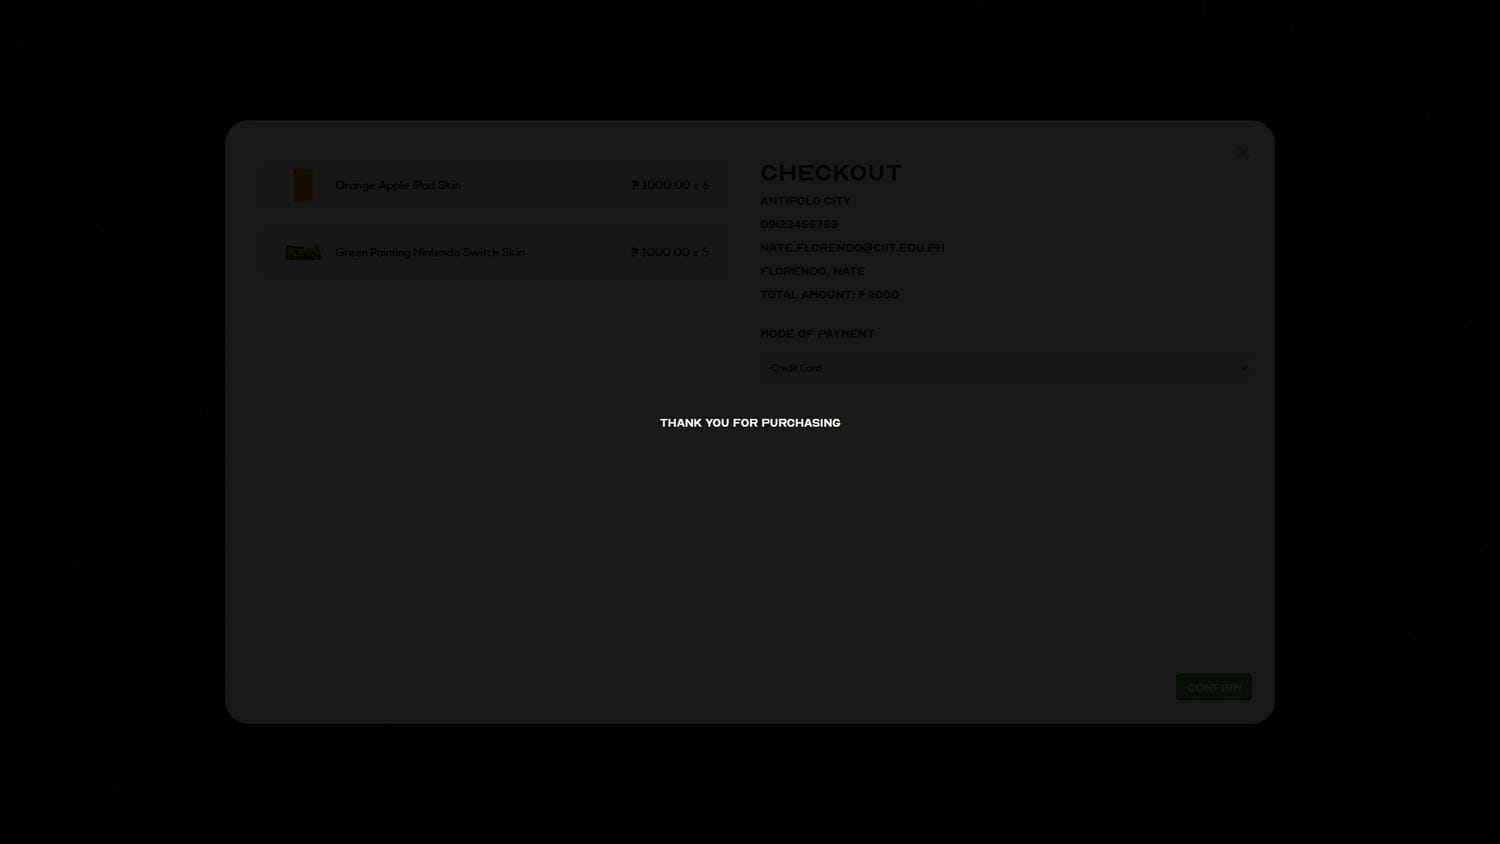 Orange Apple iPad Skin ₱ 1000.00 x 6
Green Painting Nintendo Switch Skin ₱ 1000.00 x 5
CHECKOUT
ANTIPOLO CITY
09123456789
NATE.FLORENDO@CIIT.EDU.PH
FLORENDO, NATE
TOTAL AMOUNT: ₱ 11000
MODE OF PAYMENT
Credit Card
THANK YOU FOR PURCHASING
CONFIRM